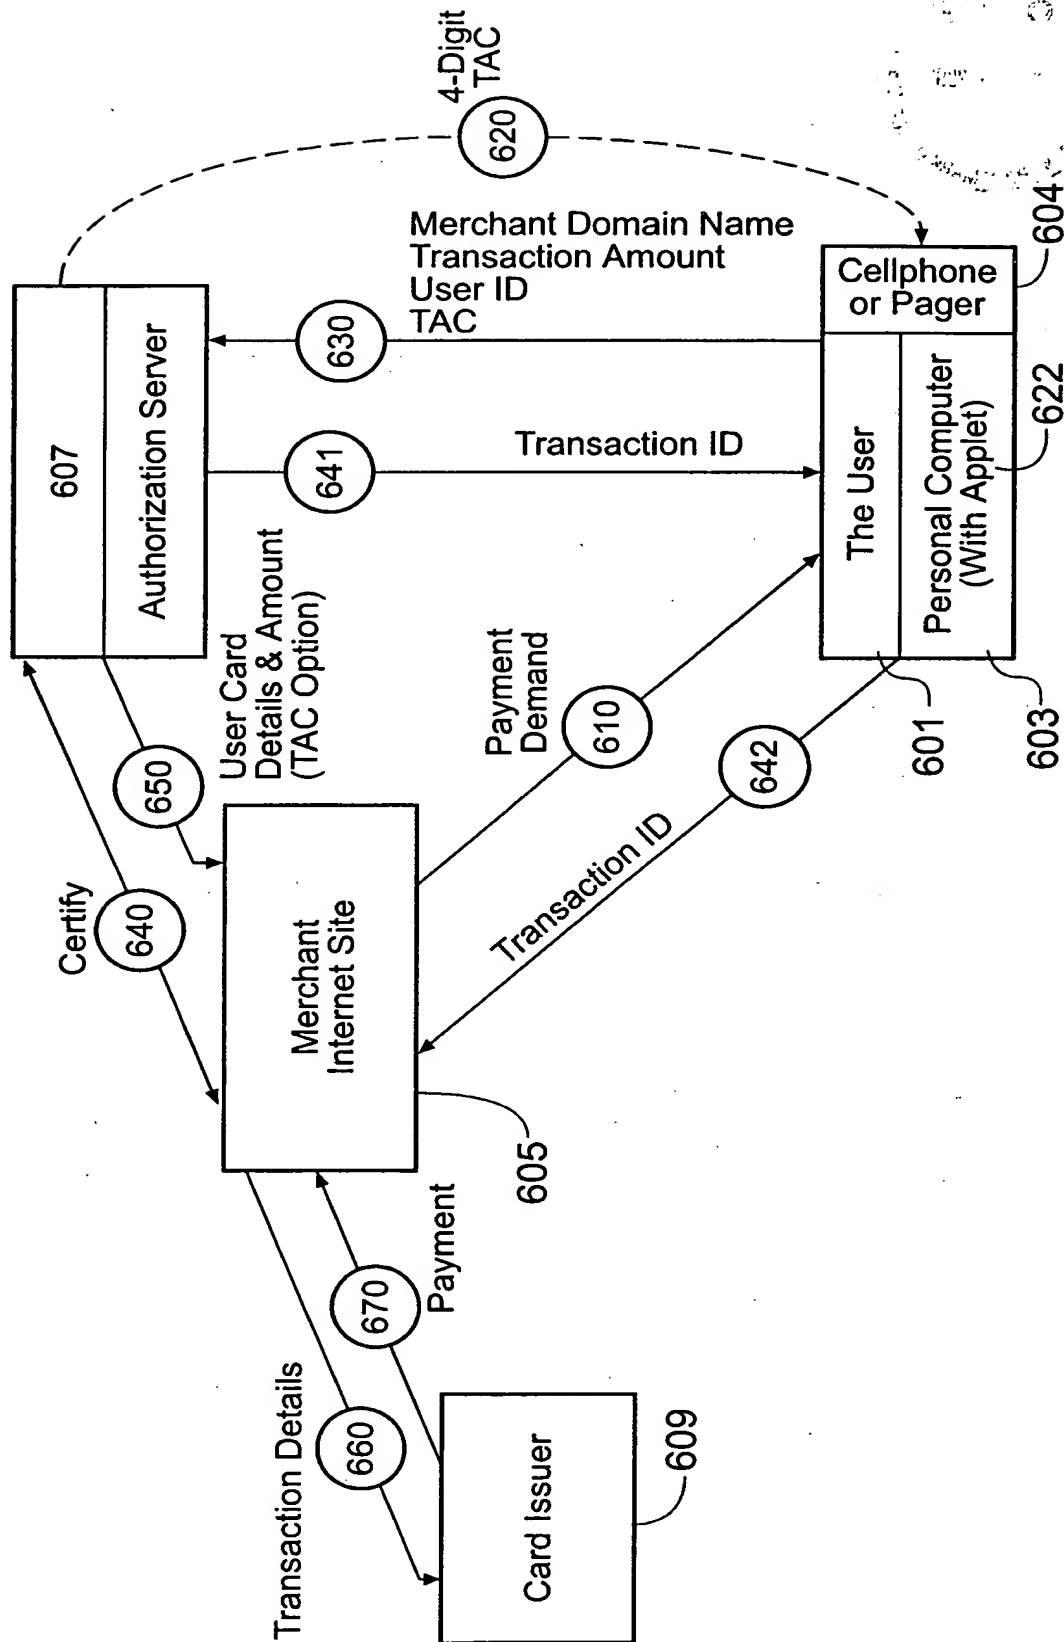 4-Digit
TAC
620
607
Authorization Server
Merchant Domain Name
Transaction Amount
User ID
TAC
630
641
Transaction ID
Cellphone
or Pager
604
The User
Personal Computer
(With Applet)
622
601
603
User Card
Details & Amount
(TAC Option)
650
Certify
640
Payment
Demand
610
642
Transaction ID
Merchant
Internet Site
605
Transaction Details
660
670
Payment
Card Issuer
609